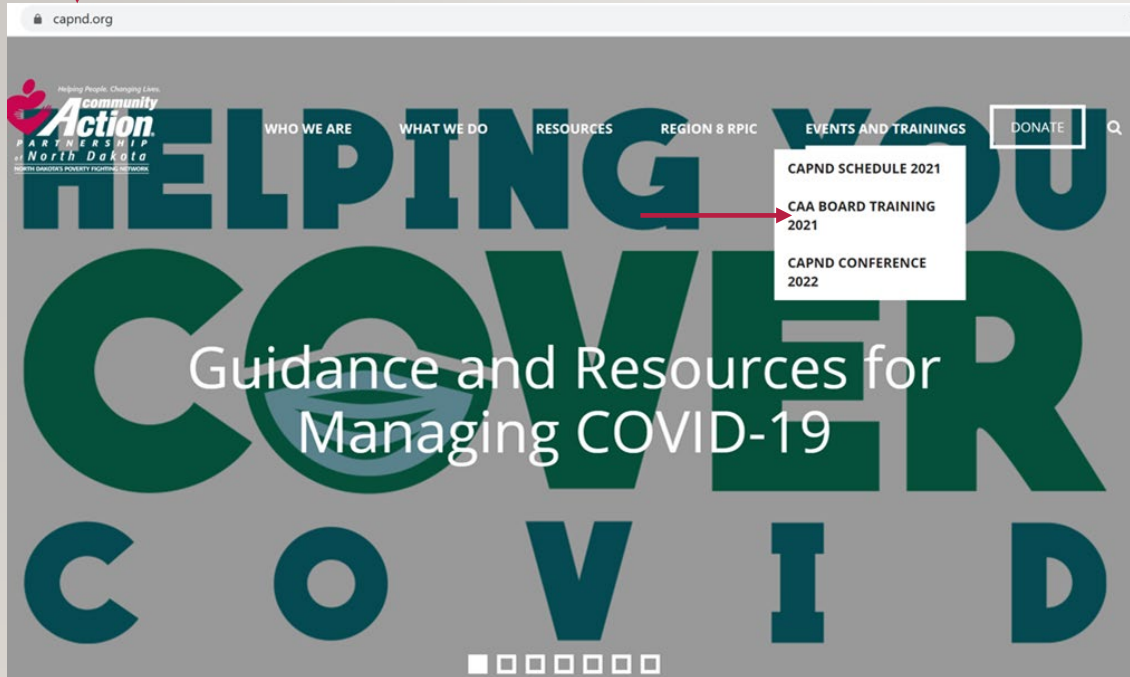 capnd.org
Helping People. Changing Lives.
community
Action
PARTNERSHIP
of North Dakota
NORTH DAKOTA'S POVERTY FIGHTING NETWORK
WHO WE ARE WHAT WE DO RESOURCES REGION 8 RPIC EVENTS AND TRAININGS DONATE
CAPND SCHEDULE 2021
CAA BOARD TRAINING
2021
CAPND CONFERENCE
2022
HELPING YOU
COVER
Guidance and Resources for
Managing COVID-19
COVID